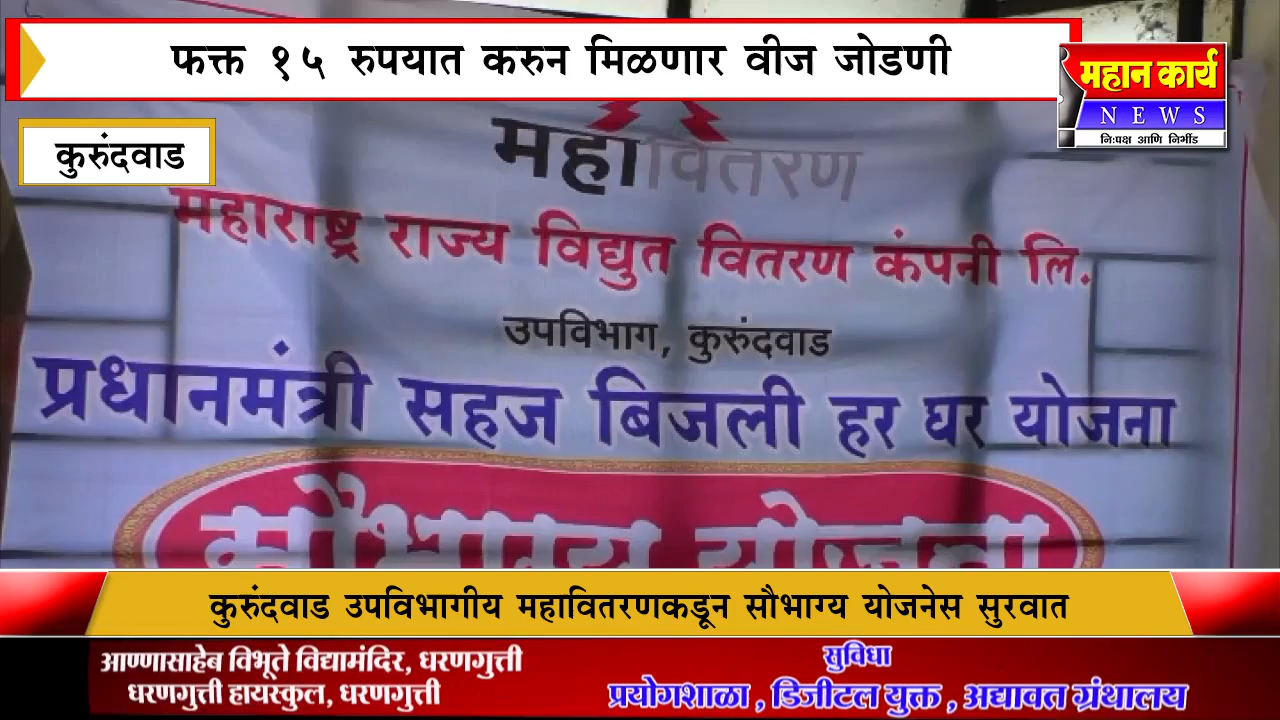 फक्त १५ रुपयात करुन मिळणार वीज जोडणी
महान कार्य
NEWS
नि:पक्ष आणि निर्भीड
कुरुंदवाड
महावितरण
महाराष्ट्र राज्य विद्युत वितरण कंपनी लि.
उपविभाग, कुरुंदवाड
प्रधानमंत्री सहज बिजली हर घर योजना
सौभाग्य योजना
कुरुंदवाड उपविभागीय महावितरणकडून सौभाग्य योजनेस सुरवात
आण्णासाहेब विभूते विद्यामंदिर, धरणगुत्ती
धरणगुत्ती हायस्कुल, धरणगुत्ती
सुविधा
प्रयोगशाळा , डिजीटल युक्त , अद्यावत ग्रंथालय